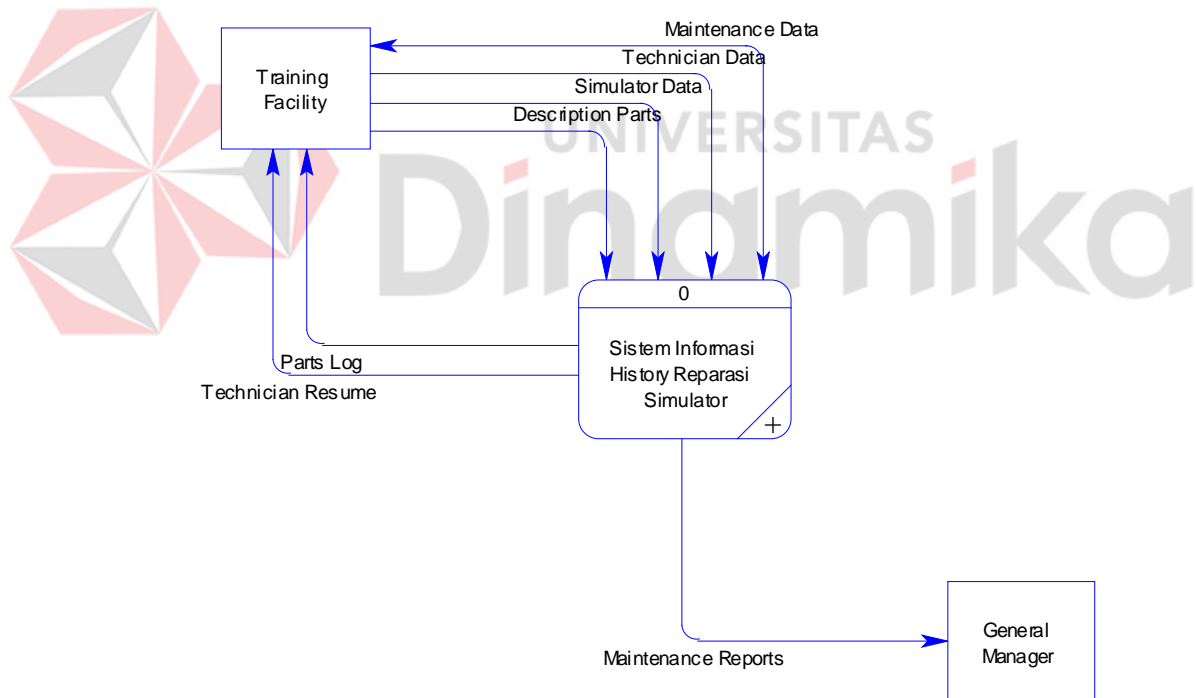 Maintenance Data
Technician Data
Simulator Data
Description Parts
Training
Facility
UNIVERSITAS
Dinamika
0
Sistem Informasi
History Reparasi
Simulator
+
Parts Log
Technician Resume
Maintenance Reports
General
Manager